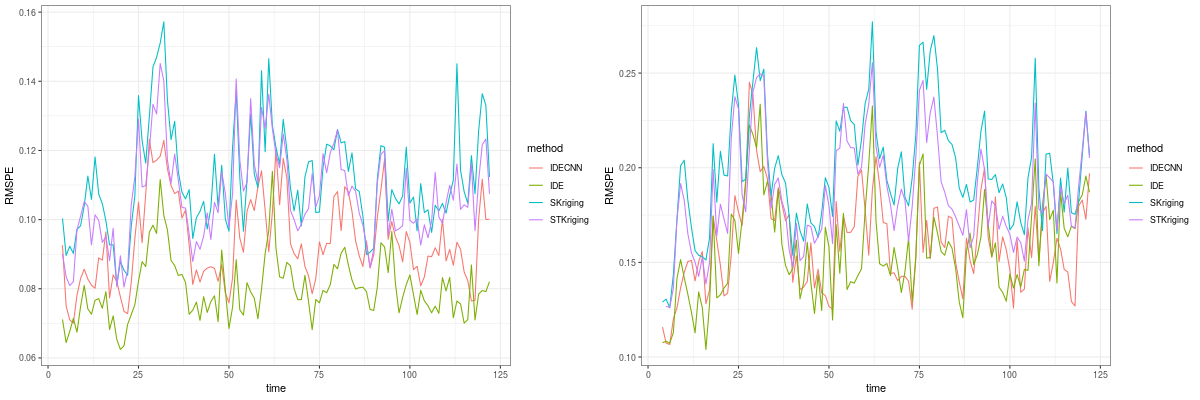 0.16
0.14
0.12
0.10
0.08
0.06
RMSPE
0 25 50 75 100 125
time
method
IDECNN
IDE
SKriging
STKriging
0.25
0.20
0.15
0.10
RMSPE
0 25 50 75 100 125
time
method
IDECNN
IDE
SKriging
STKriging